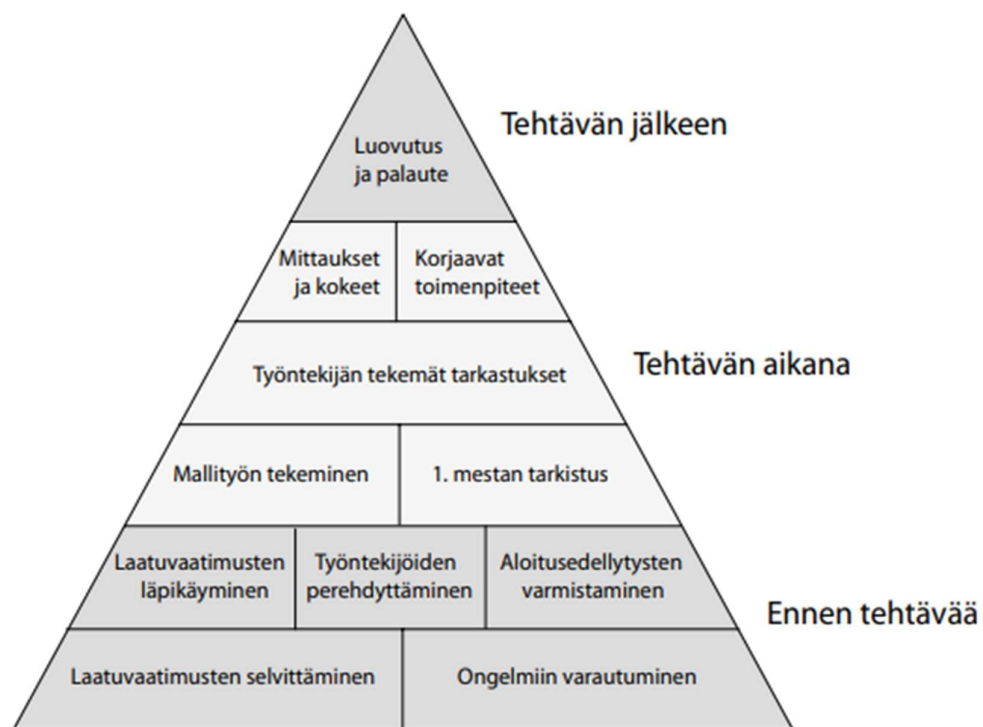 Tehtävän jälkeen
Luovutus
ja palaute
Mittaukset
ja kokeet
Korjaavat
toimenpiteet
Tehtävän aikana
Työntekijän tekemät tarkastukset
Mallityön tekeminen
1. mestan tarkistus
Laatuvaatimusten
läpikäyminen
Työntekijöiden
perehdyttäminen
Aloitusedellytysten
varmistaminen
Ennen tehtävää
Laatuvaatimusten selvittäminen
Ongelmiin varautuminen